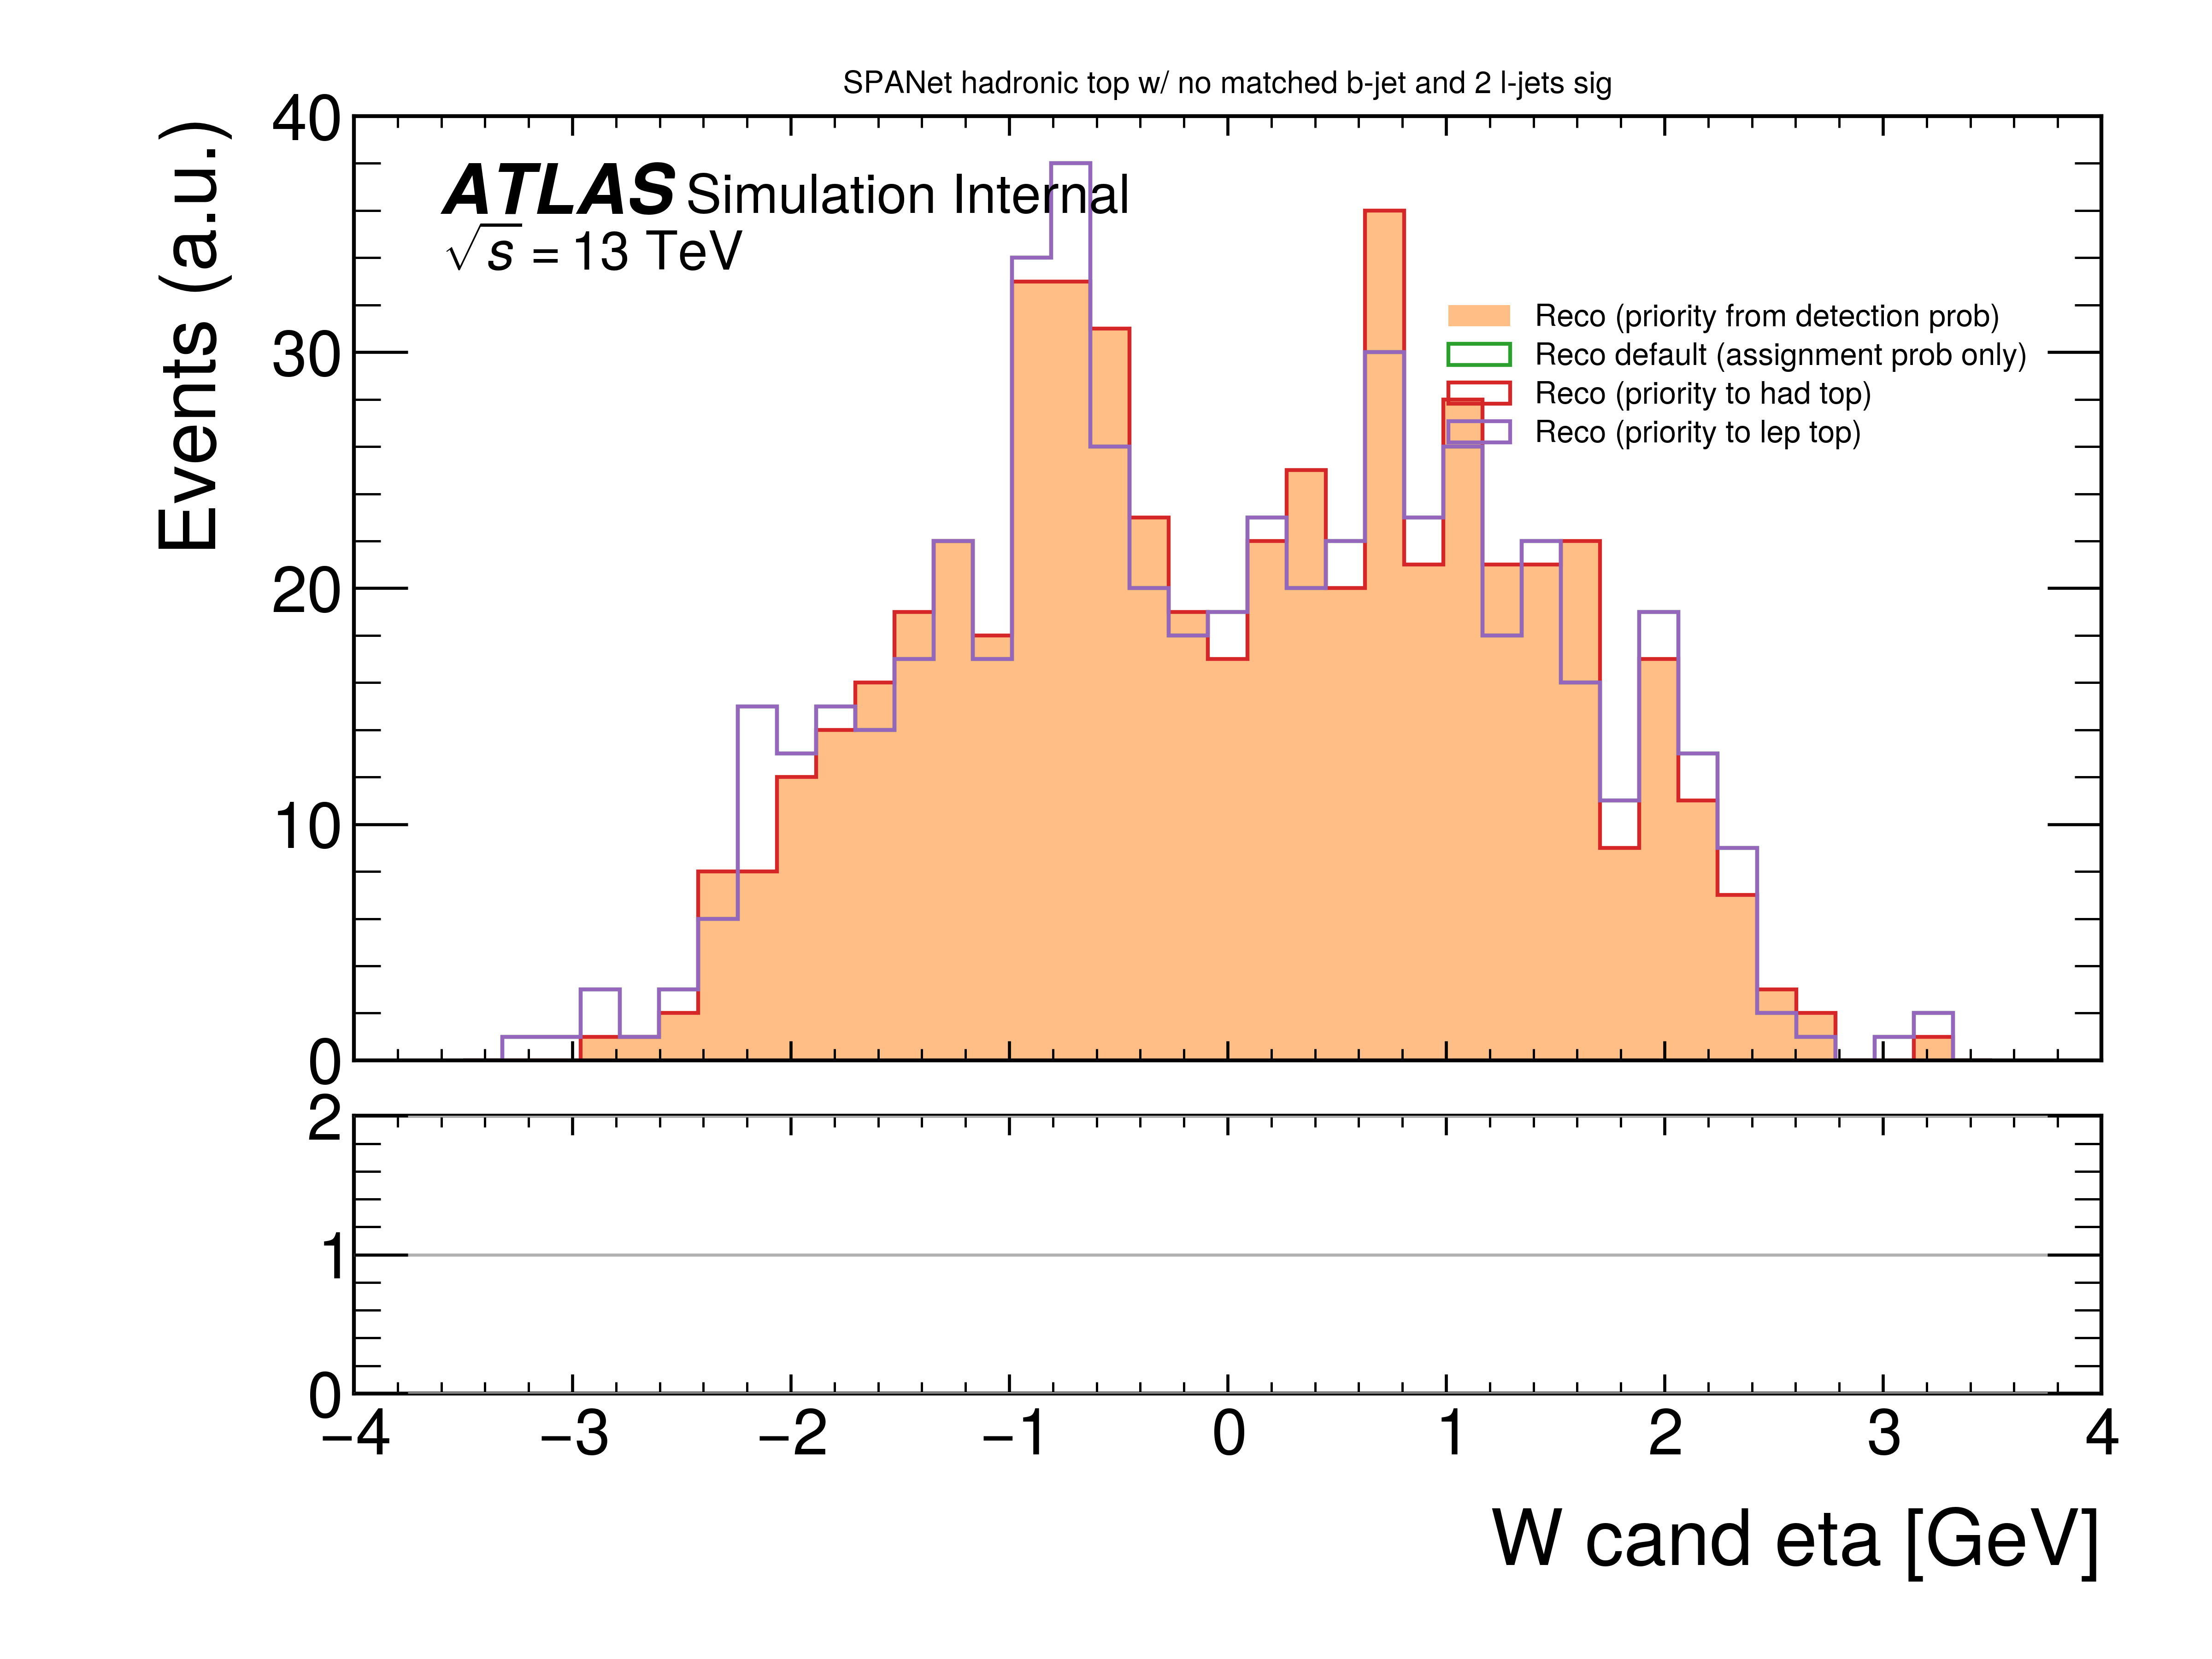 SPANet hadronic top w/ no matched b-jet and 2 l-jets sig
Events (a.u.)
40
30
20
10
0
ATLAS Simulation Internal
√s = 13 TeV
Reco (priority from detection prob)
Reco default (assignment prob only)
Reco (priority to had top)
Reco (priority to lep top)
2
1
0
−4 −3 −2 −1 0 1 2 3 4
W cand eta [GeV]